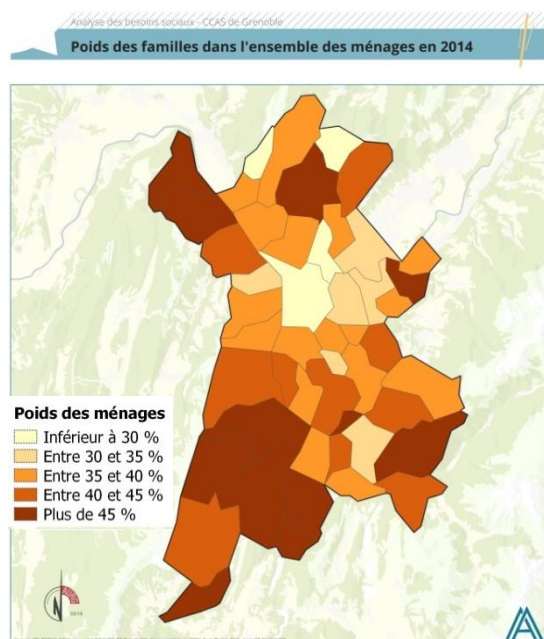 Analyse des besoins sociaux - CCAS de Grenoble
Poids des familles dans l'ensemble des ménages en 2014
Poids des ménages
Inférieur à 30 %
Entre 30 et 35 %
Entre 35 et 40 %
Entre 40 et 45 %
Plus de 45 %
N